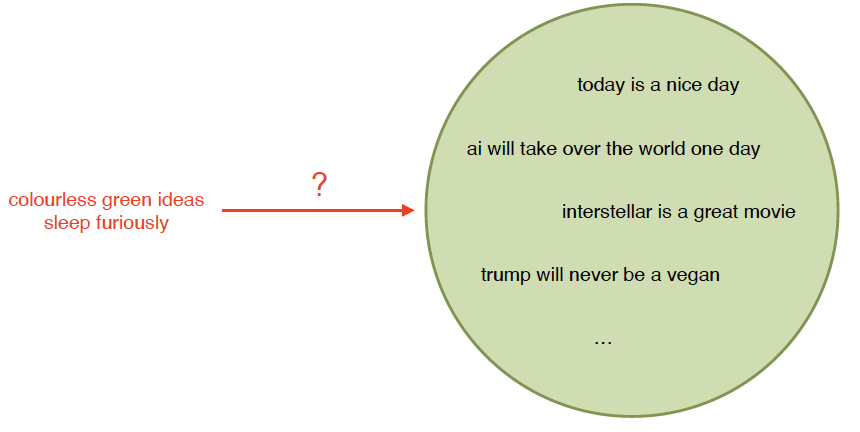 today is a nice day
ai will take over the world one day
?
colourless green ideas
sleep furiously
interstellar is a great movie
trump will never be a vegan
...